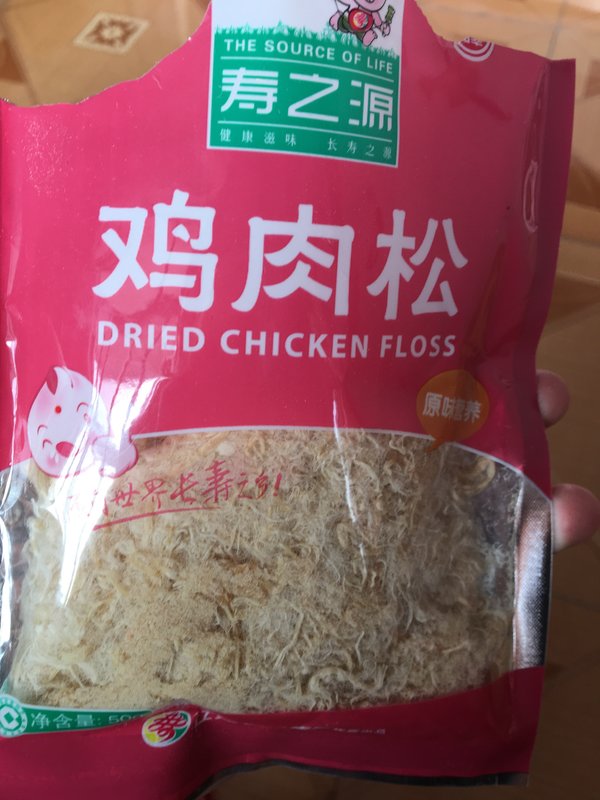 THE SOURCE OF LIFE
寿之源
健康滋味 长寿之源
鸡肉松
DRIED CHICKEN FLOSS
原味营养
世界长寿之乡!
净含量: 50